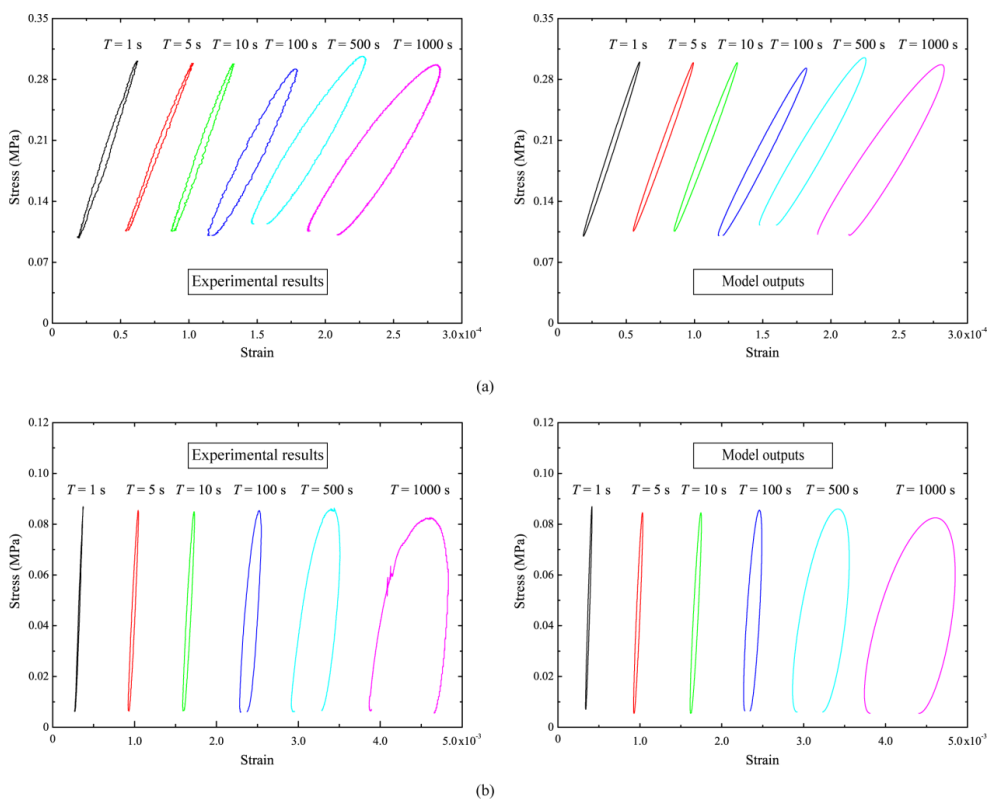 0.35
0.28
0.21
0.14
0.07
0
Stress (MPa)
T = 1 s T = 5 s T = 10 s T = 100 s T = 500 s T = 1000 s
Experimental results
0 0.5 1.0 1.5 2.0 2.5 3.0 x10⁻⁴
Strain
0.35
0.28
0.21
0.14
0.07
0
Stress (MPa)
T = 1 s T = 5 s T = 10 s T = 100 s T = 500 s T = 1000 s
Model outputs
0 0.5 1.0 1.5 2.0 2.5 3.0 x10⁻⁴
Strain
(a)
0.12
0.10
0.08
0.06
0.04
0.02
0
Stress (MPa)
Experimental results
T = 1 s T = 5 s T = 10 s T = 100 s T = 500 s T = 1000 s
0 1.0 2.0 3.0 4.0 5.0x10⁻³
Strain
0.12
0.10
0.08
0.06
0.04
0.02
0
Stress (MPa)
Model outputs
T = 1 s T = 5 s T = 10 s T = 100 s T = 500 s T = 1000 s
0 1.0 2.0 3.0 4.0 5.0x10⁻³
Strain
(b)